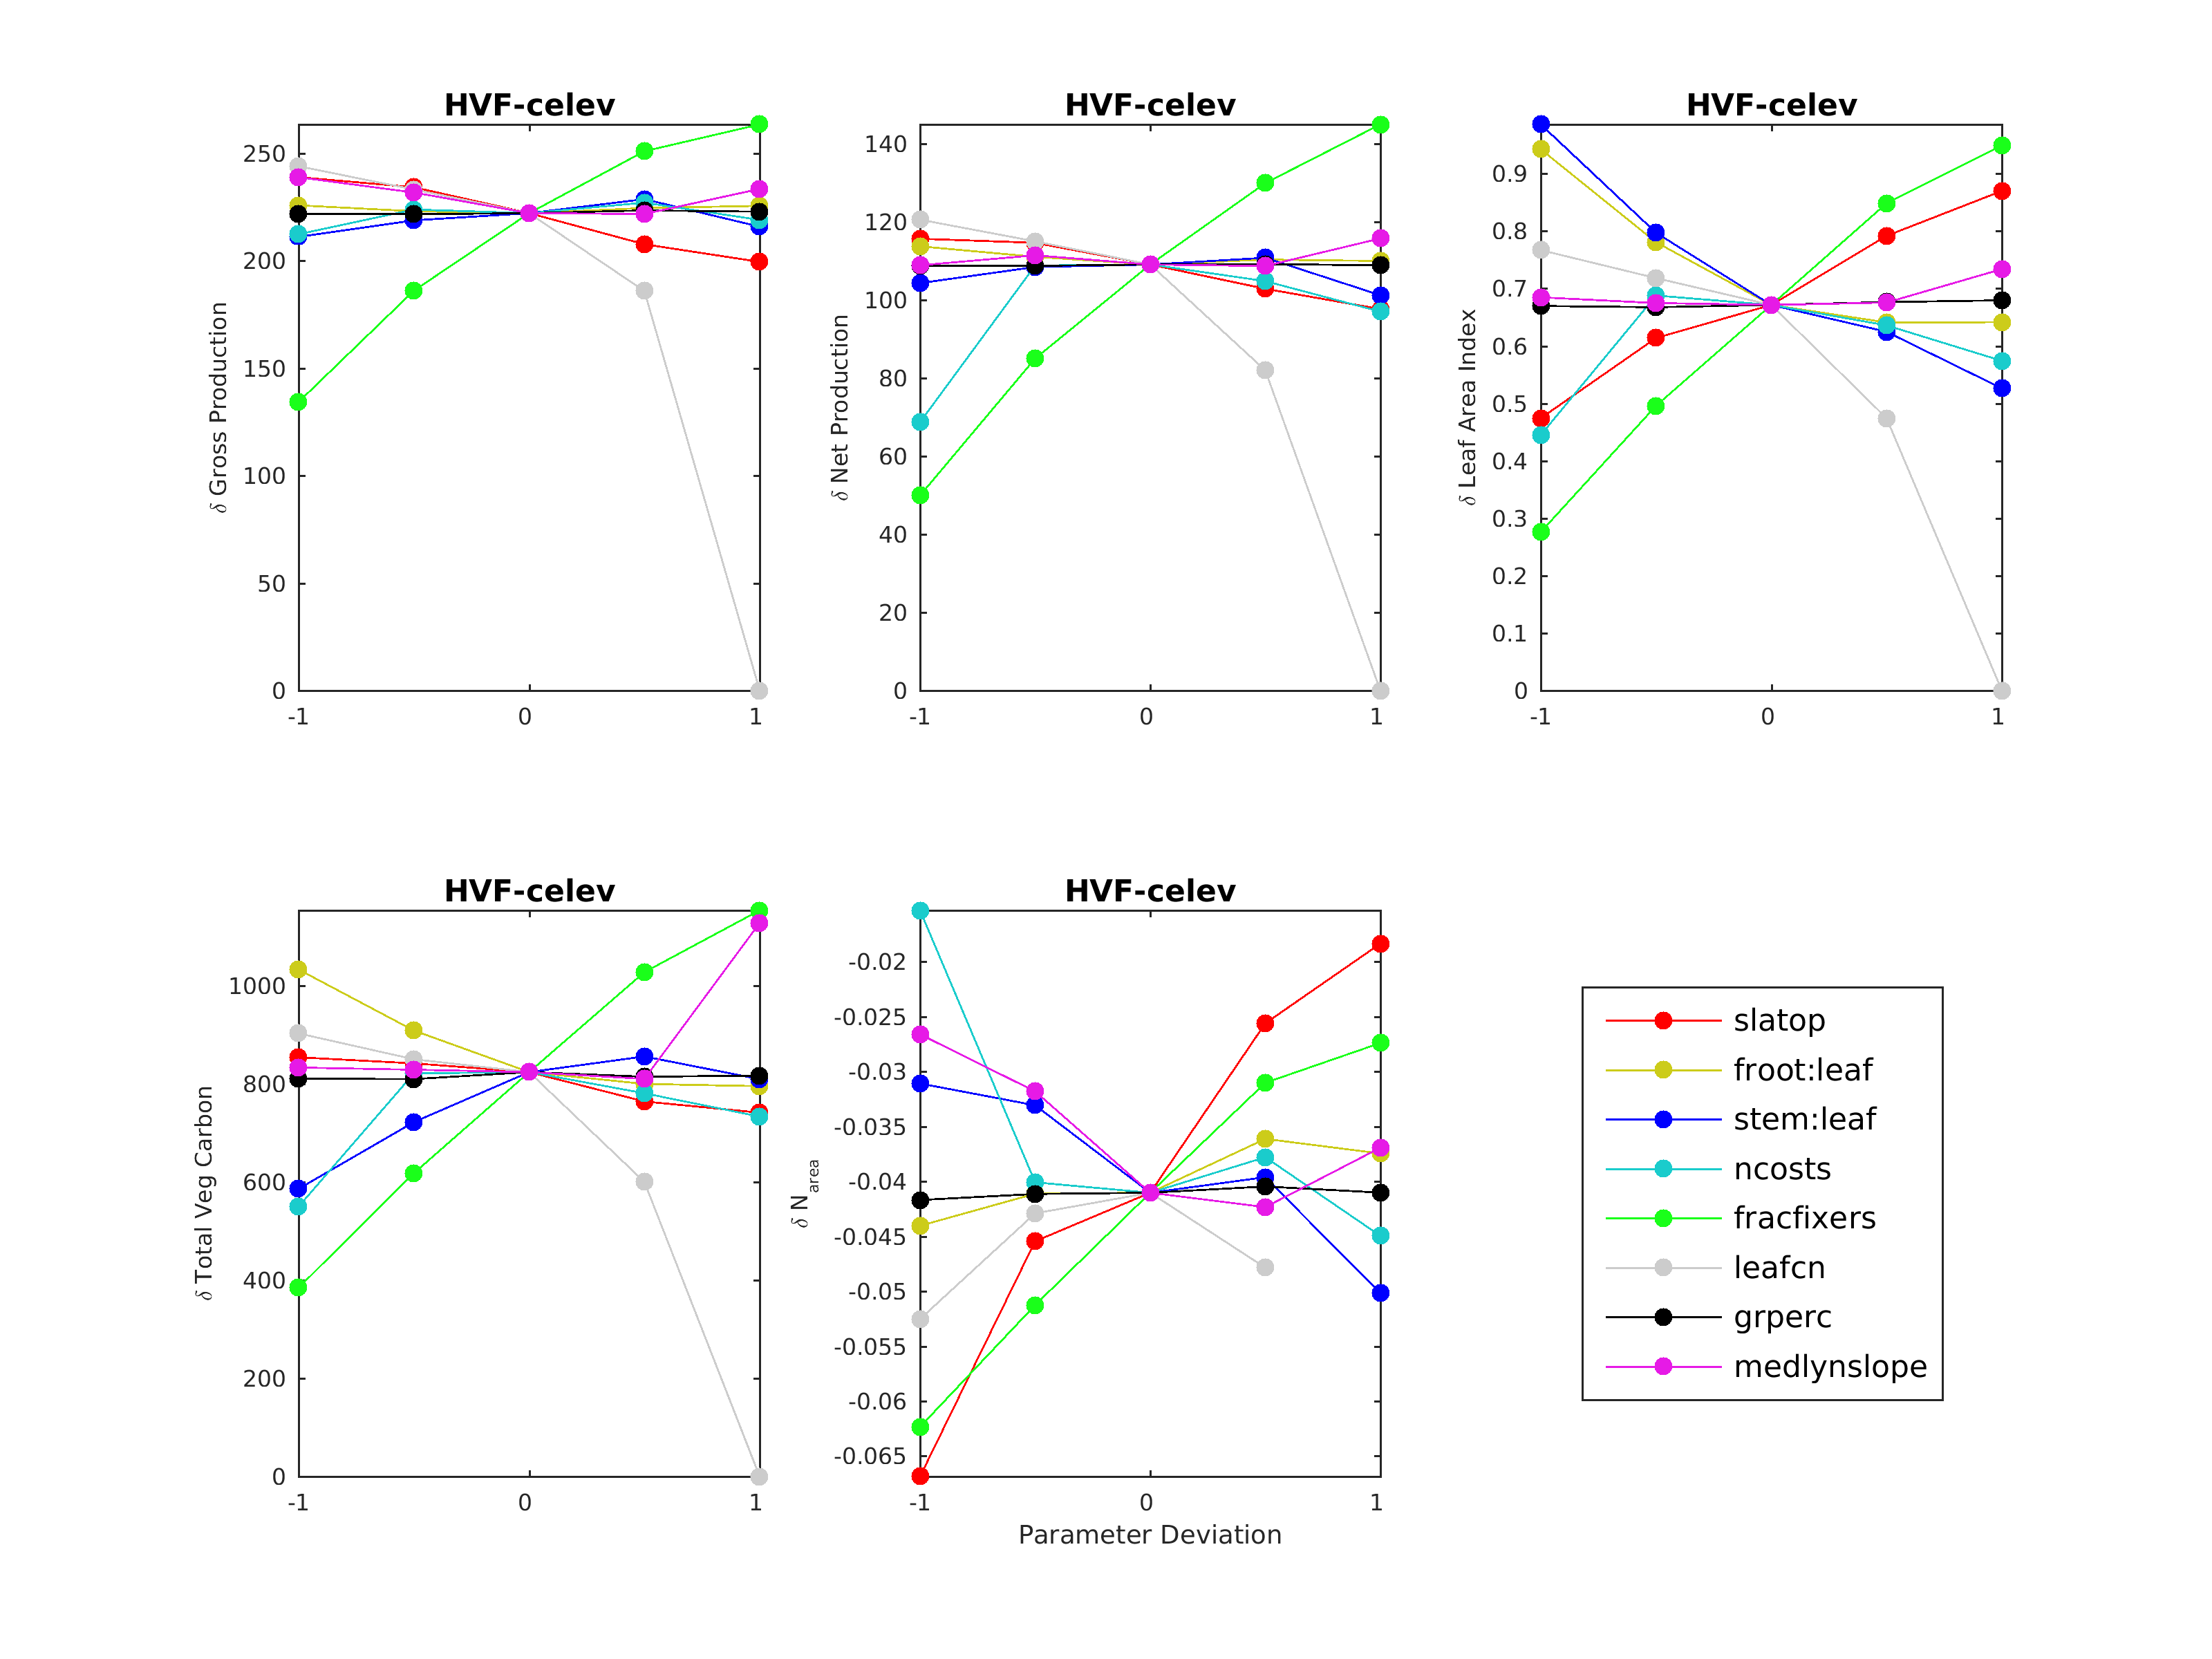 HVF-celev
δ Gross Production
250
200
150
100
50
0
-1 0 1
HVF-celev
δ Net Production
140
120
100
80
60
40
20
0
-1 0 1
HVF-celev
δ Leaf Area Index
0.9
0.8
0.7
0.6
0.5
0.4
0.3
0.2
0.1
0
-1 0 1
HVF-celev
δ Total Veg Carbon
1000
800
600
400
200
0
-1 0 1
HVF-celev
δ N area
-0.02
-0.025
-0.03
-0.035
-0.04
-0.045
-0.05
-0.055
-0.06
-0.065
-1 0 1
Parameter Deviation
slatop
froot:leaf
stem:leaf
ncosts
fracfixers
leafcn
grperc
medlynslope